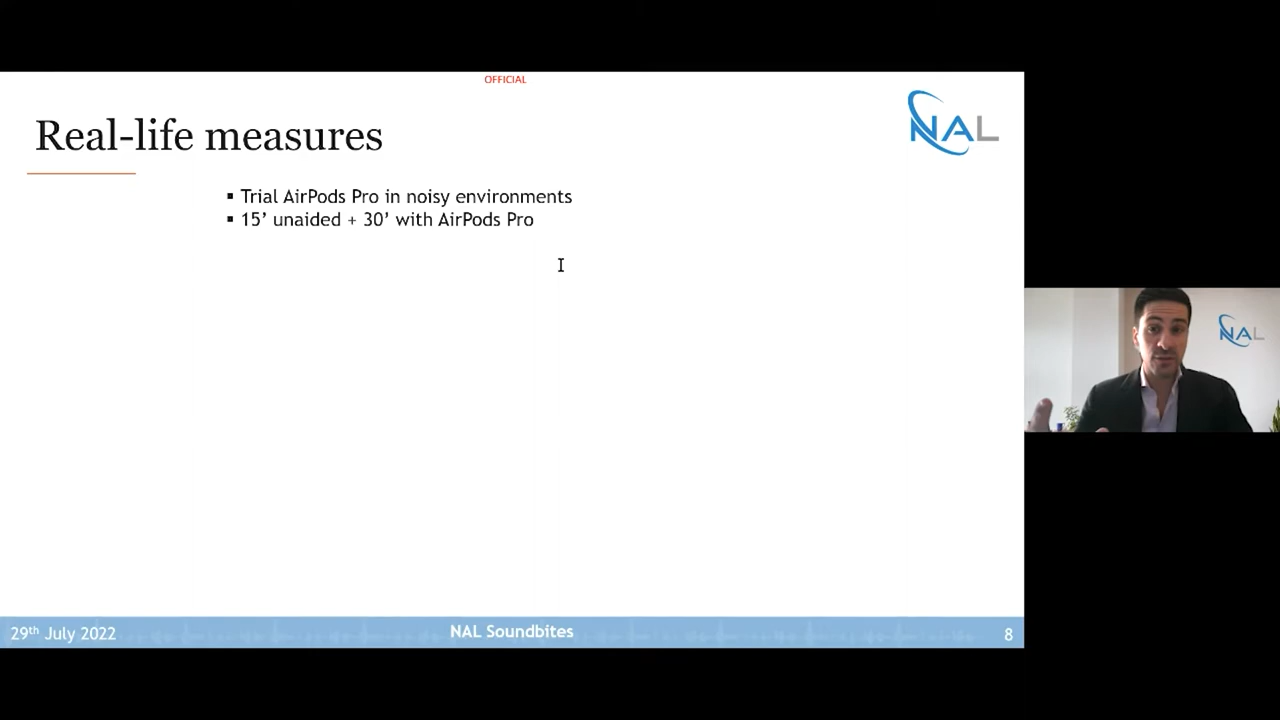 OFFICIAL
NAL
Real-life measures
▪ Trial AirPods Pro in noisy environments
▪ 15’ unaided + 30’ with AirPods Pro
NAL
29th July 2022
NAL Soundbites
8